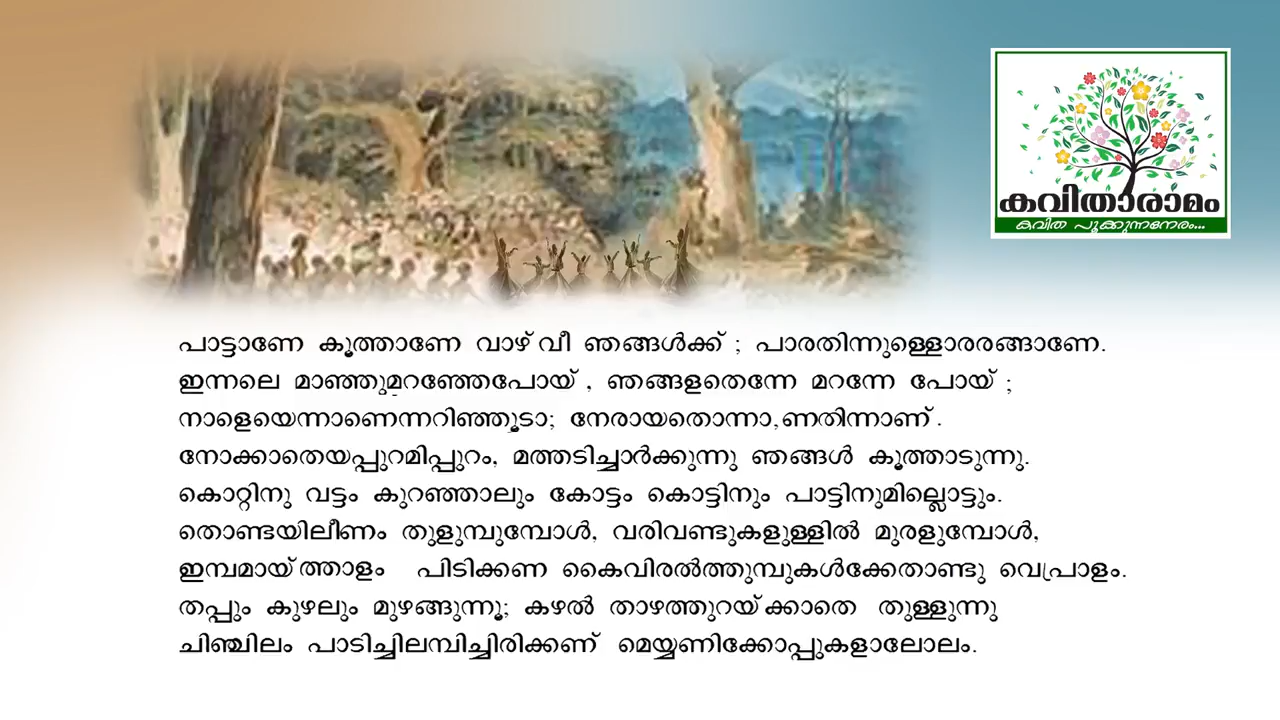 കവിതാരാമം
കവിത പൂക്കുന്നനേരം...
പാട്ടാണേ കൂത്താണേ വാഴ് വീ ഞങ്ങൾക്ക് ; പാരതിന്നുള്ളൊരരങ്ങാണേ.
ഇന്നലെ മാഞ്ഞുമറഞ്ഞേപോയ് , ഞങ്ങളതെന്നേ മറന്നേ പോയ് ;
നാളെയെന്നാണെന്നറിഞ്ഞൂടാ; നേരായതൊന്നാ,ണതിന്നാണ്.
നോക്കാതെയപ്പുറമിപ്പുറം, മത്തടിച്ചാർക്കുന്നു ഞങ്ങൾ കൂത്താടുന്നു.
കൊറ്റിനു വട്ടം കുറഞ്ഞാലും കോട്ടം കൊട്ടിനും പാട്ടിനുമില്ലൊട്ടും.
തൊണ്ടയിലീണം തുളുമ്പുമ്പോൾ, വരിവണ്ടുകളുള്ളിൽ മുരളുമ്പോൾ,
ഇമ്പമായ് ത്താളം പിടിക്കണ കൈവിരൽത്തുമ്പുകൾക്കേതാണ്ടു വെപ്രാളം.
തപ്പും കുഴലും മുഴങ്ങുന്നൂ; കഴൽ താഴത്തുറയ് ക്കാതെ തുള്ളുന്നു
ചിഞ്ചിലം പാടിച്ചിലമ്പിച്ചിരിക്കണ് മെയ്യണിക്കോപ്പുകളാലോലം.